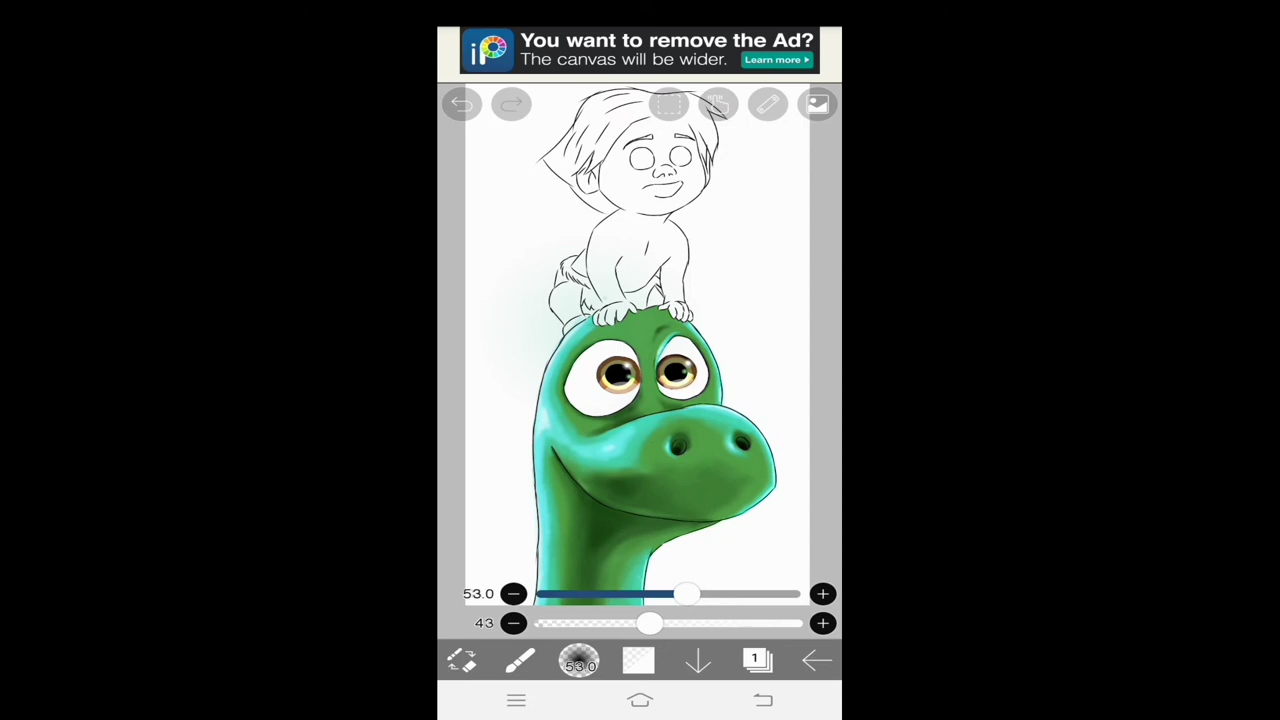 iP
You want to remove the Ad?
The canvas will be wider.
Learn more
53.0
43
53.0
1